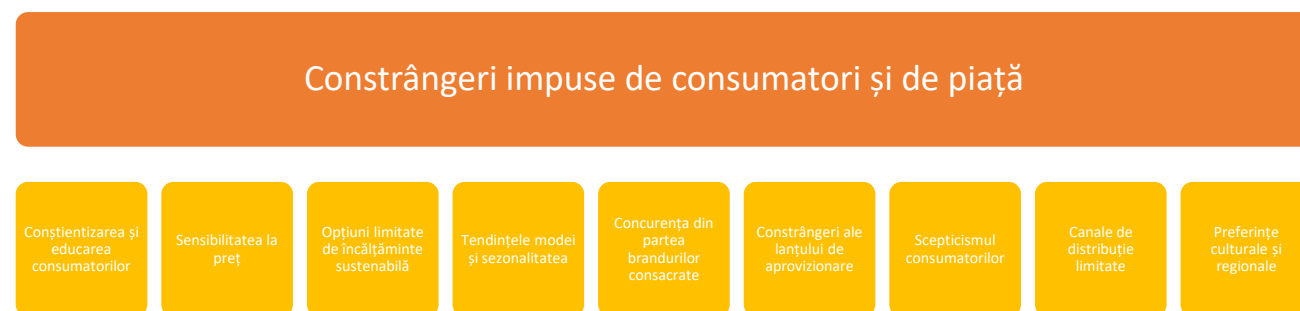 Constrângeri impuse de consumatori și de piață
Conștientizarea și
educarea
consumatorilor
Sensibilitatea la
preț
Opțiuni limitate
de încălțăminte
sustenabilă
Tendințele modei
și sezonalitatea
Concurența din
partea
brandurilor
consacrate
Constrângeri ale
lanțului de
aprovizionare
Scepticismul
consumatorilor
Canale de
distribuție
limitate
Preferințe
culturale și
regionale